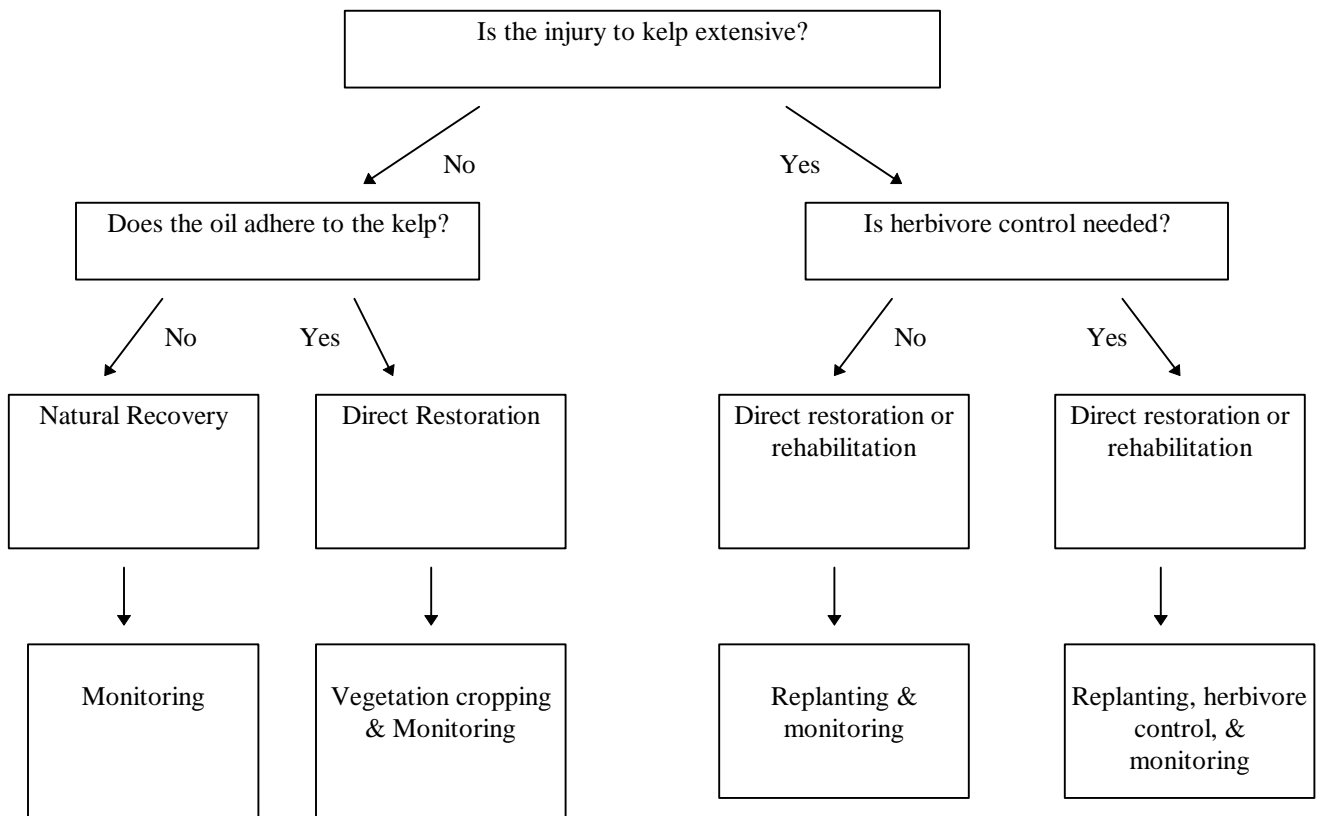 Is the injury to kelp extensive?
No
Yes
Does the oil adhere to the kelp?
Is herbivore control needed?
No
Yes
No
Yes
Natural Recovery
Direct Restoration
Direct restoration or
rehabilitation
Direct restoration or
rehabilitation
Monitoring
Vegetation cropping
& Monitoring
Replanting &
monitoring
Replanting, herbivore
control, &
monitoring